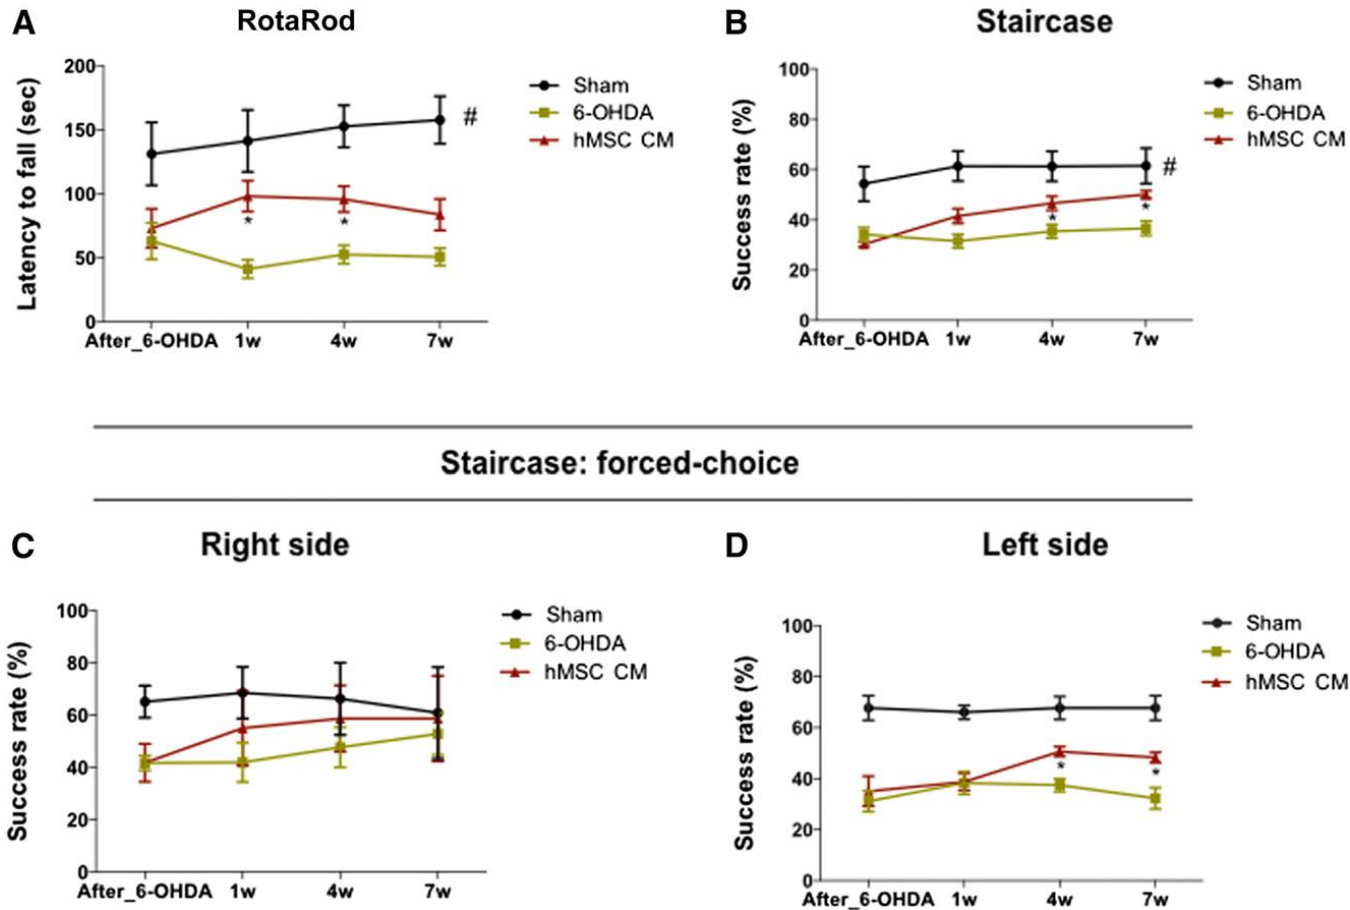 A
RotaRod
Latency to fall (sec)
200
150
100
50
0
After_6-OHDA 1w 4w 7w
#
*
*
Sham
6-OHDA
hMSC CM
B
Staircase
Success rate (%)
100
80
60
40
20
0
After_6-OHDA 1w 4w 7w
#
*
*
Sham
6-OHDA
hMSC CM
Staircase: forced-choice
C
Right side
Success rate (%)
100
80
60
40
20
0
After_6-OHDA 1w 4w 7w
Sham
6-OHDA
hMSC CM
D
Left side
Success rate (%)
100
80
60
40
20
0
After_6-OHDA 1w 4w 7w
*
*
Sham
6-OHDA
hMSC CM